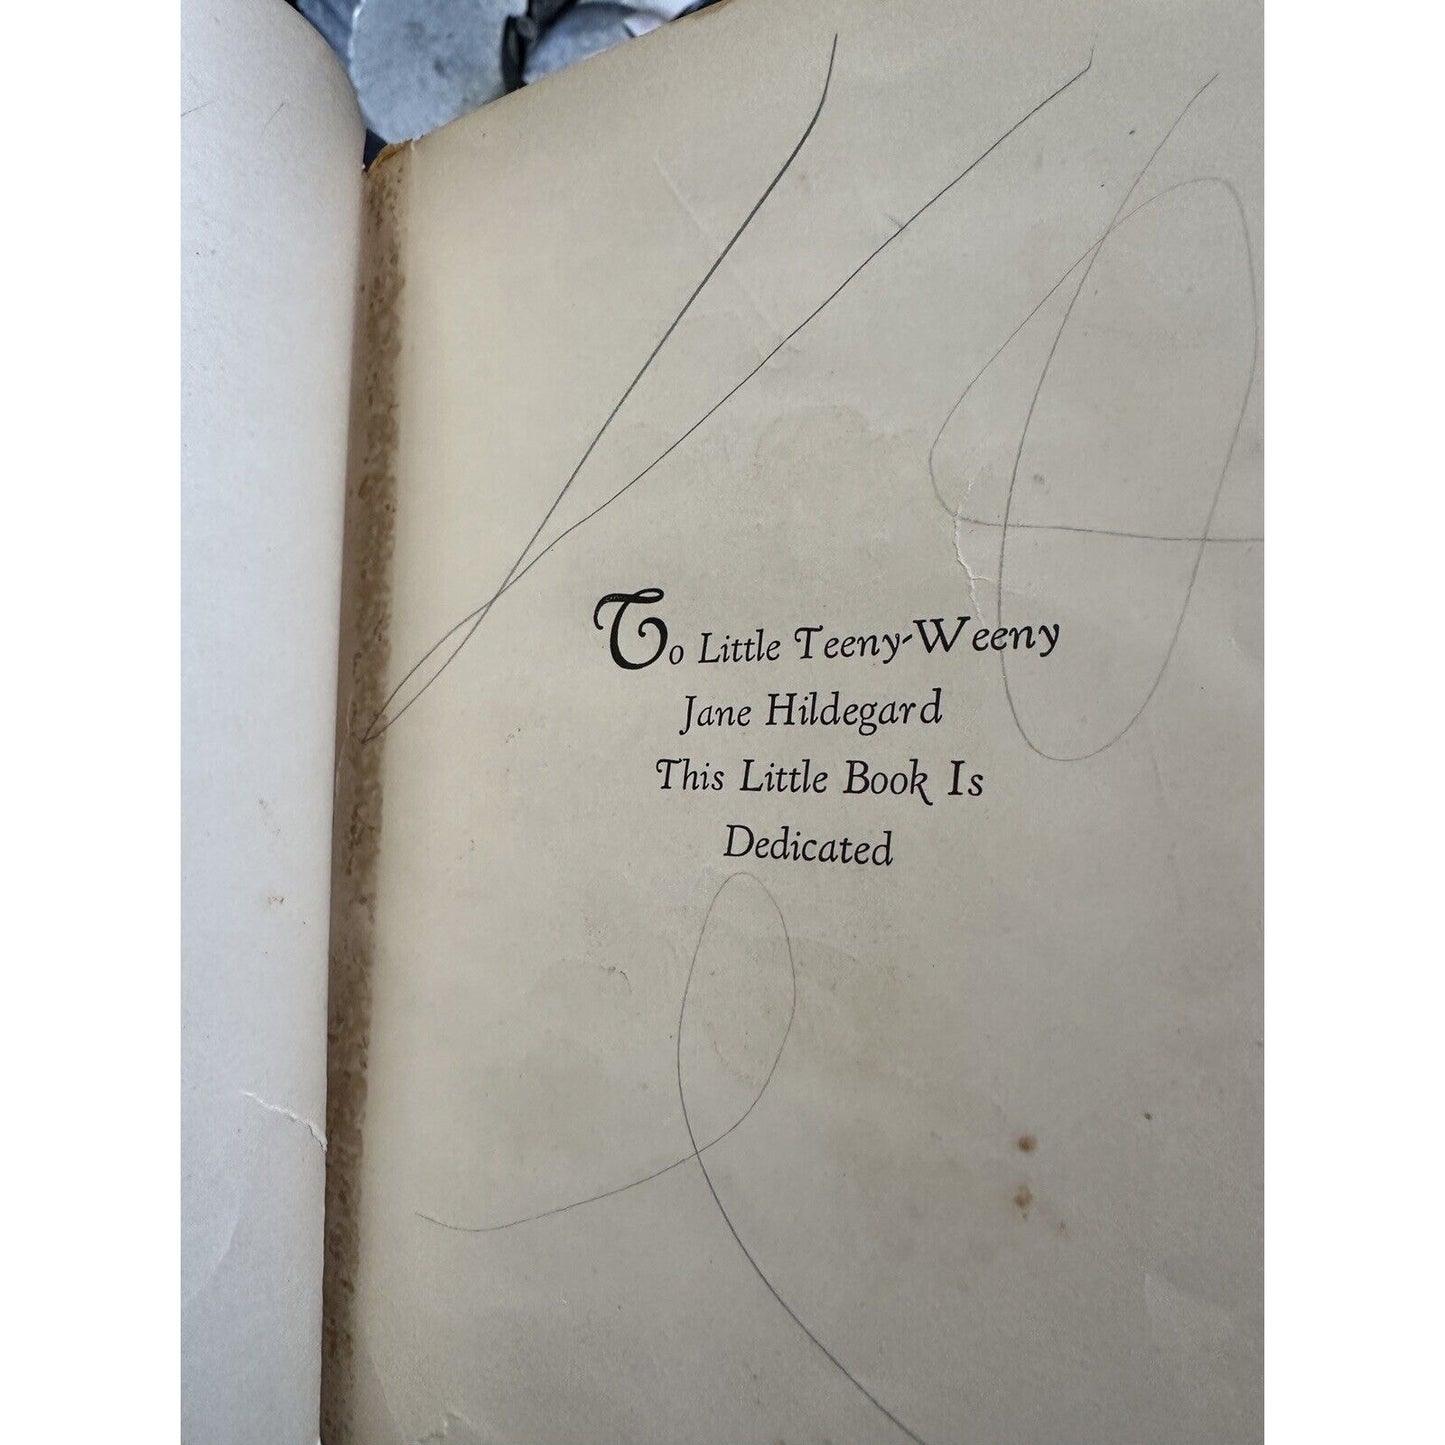 To Little Teeny-Weeny
Jane Hildegard
This Little Book Is
Dedicated